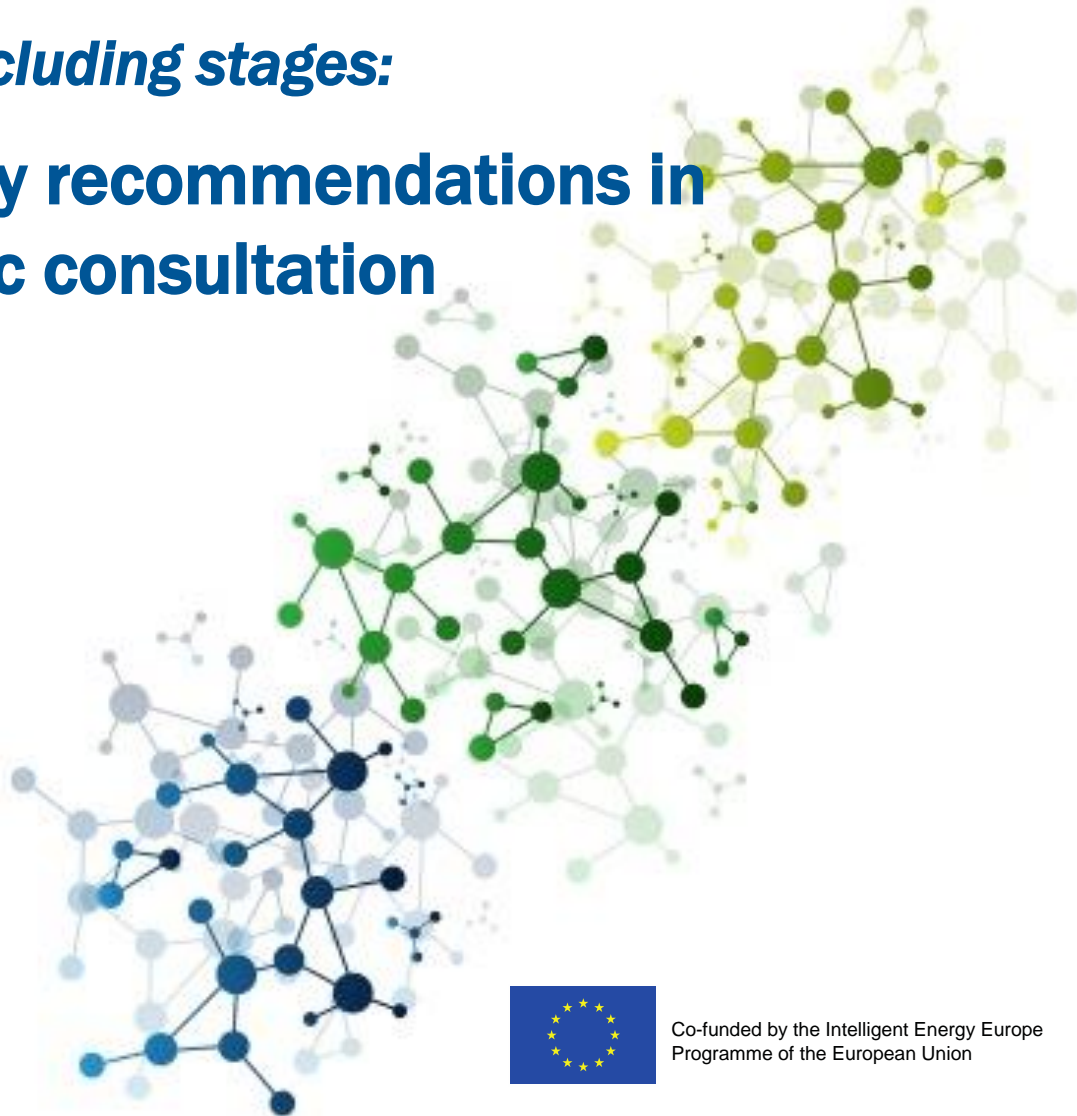 cluding stages:
y recommendations in
c consultation
Co-funded by the Intelligent Energy Europe
Programme of the European Union